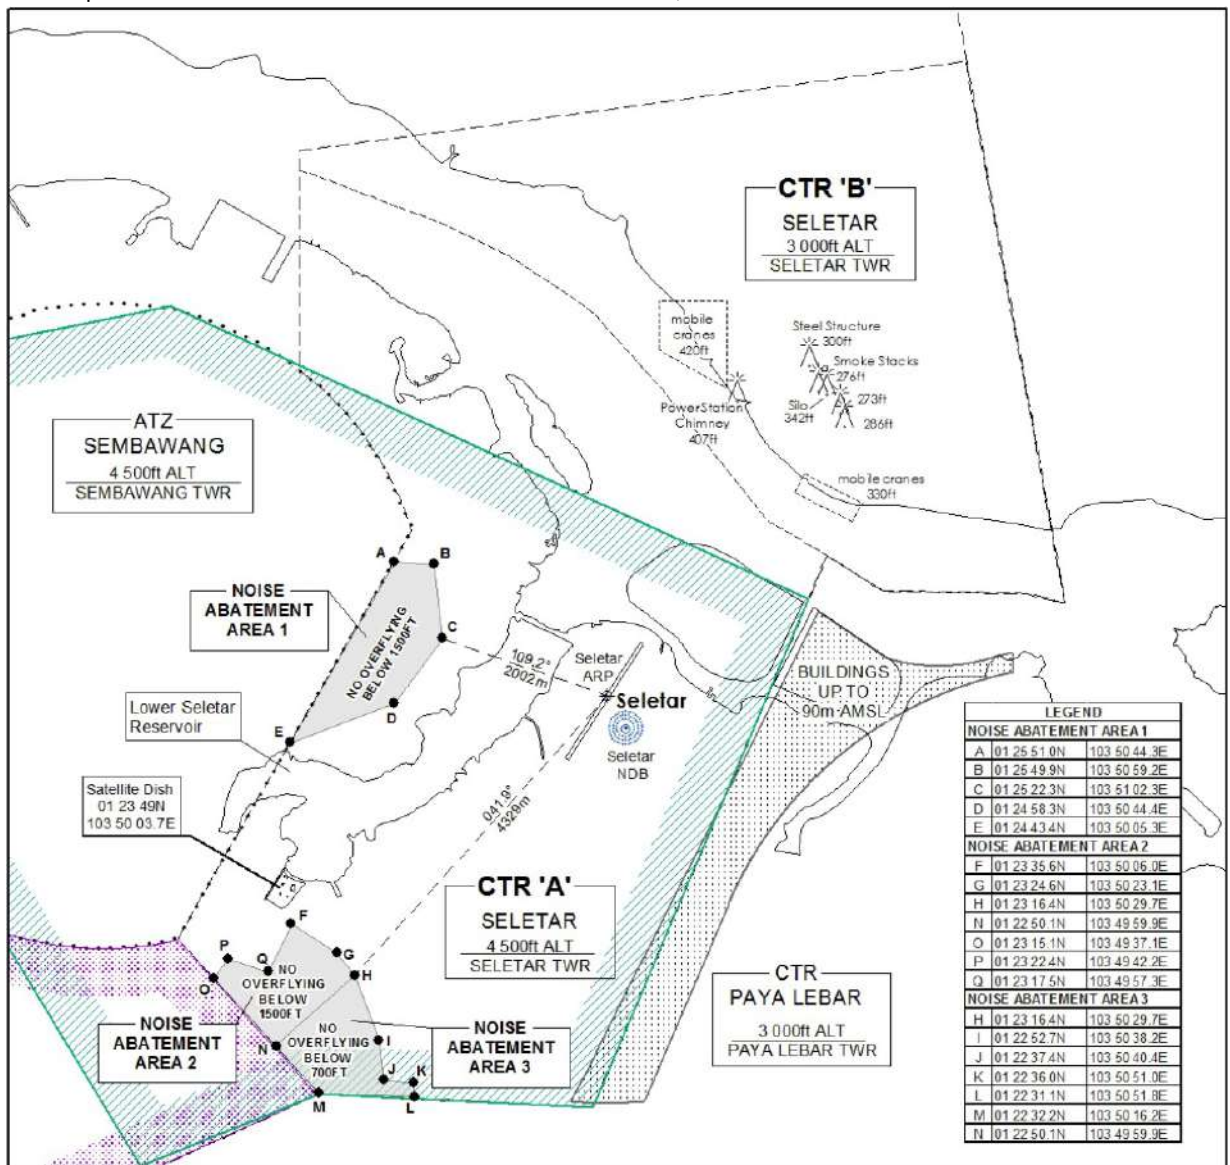 CTR 'B'
SELETAR
3 000ft ALT
SELETAR TWR
mobile
cranes
420ft
Steel Structure
300ft
Smoke Stacks
276ft
Silo
342ft
273ft
286ft
PowerStation
Chimney
407ft
mobile cranes
330ft
ATZ
SEMBAWANG
4 500ft ALT
SEMBAWANG TWR
A
B
C
D
E
NOISE
ABATEMENT
AREA 1
NO OVERFLYING
BELOW 1500FT
109.2°
2002m
Seletar
ARP
Seletar
Seletar
NDB
BUILDINGS
UP TO
90m AMSL
Lower Seletar
Reservoir
Satellite Dish
01 23 49N
103 50 03.7E
041.9°
4329m
CTR 'A'
SELETAR
4 500ft ALT
SELETAR TWR
F
G
H
P
Q
O
N
I
J
K
L
M
NO
OVERFLYING
BELOW
1500FT
NO
OVERFLYING
BELOW
700FT
NOISE
ABATEMENT
AREA 2
NOISE
ABATEMENT
AREA 3
CTR
PAYA LEBAR
3 000ft ALT
PAYA LEBAR TWR
LEGEND
NOISE ABATEMENT AREA 1
A 01 25 51.0N 103 50 44.3E
B 01 25 49.9N 103 50 59.2E
C 01 25 22.3N 103 51 02.3E
D 01 24 58.3N 103 50 44.4E
E 01 24 43.4N 103 50 05.3E
NOISE ABATEMENT AREA 2
F 01 23 35.6N 103 50 06.0E
G 01 23 24.6N 103 50 23.1E
H 01 23 16.4N 103 50 29.7E
N 01 22 50.1N 103 49 59.9E
O 01 23 15.1N 103 49 37.1E
P 01 23 22.4N 103 49 42.2E
Q 01 23 17.5N 103 49 57.3E
NOISE ABATEMENT AREA 3
H 01 23 16.4N 103 50 29.7E
I 01 22 52.7N 103 50 38.2E
J 01 22 37.4N 103 50 40.4E
K 01 22 36.0N 103 50 51.0E
L 01 22 31.1N 103 50 51.8E
M 01 22 32.2N 103 50 16.2E
N 01 22 50.1N 103 49 59.9E